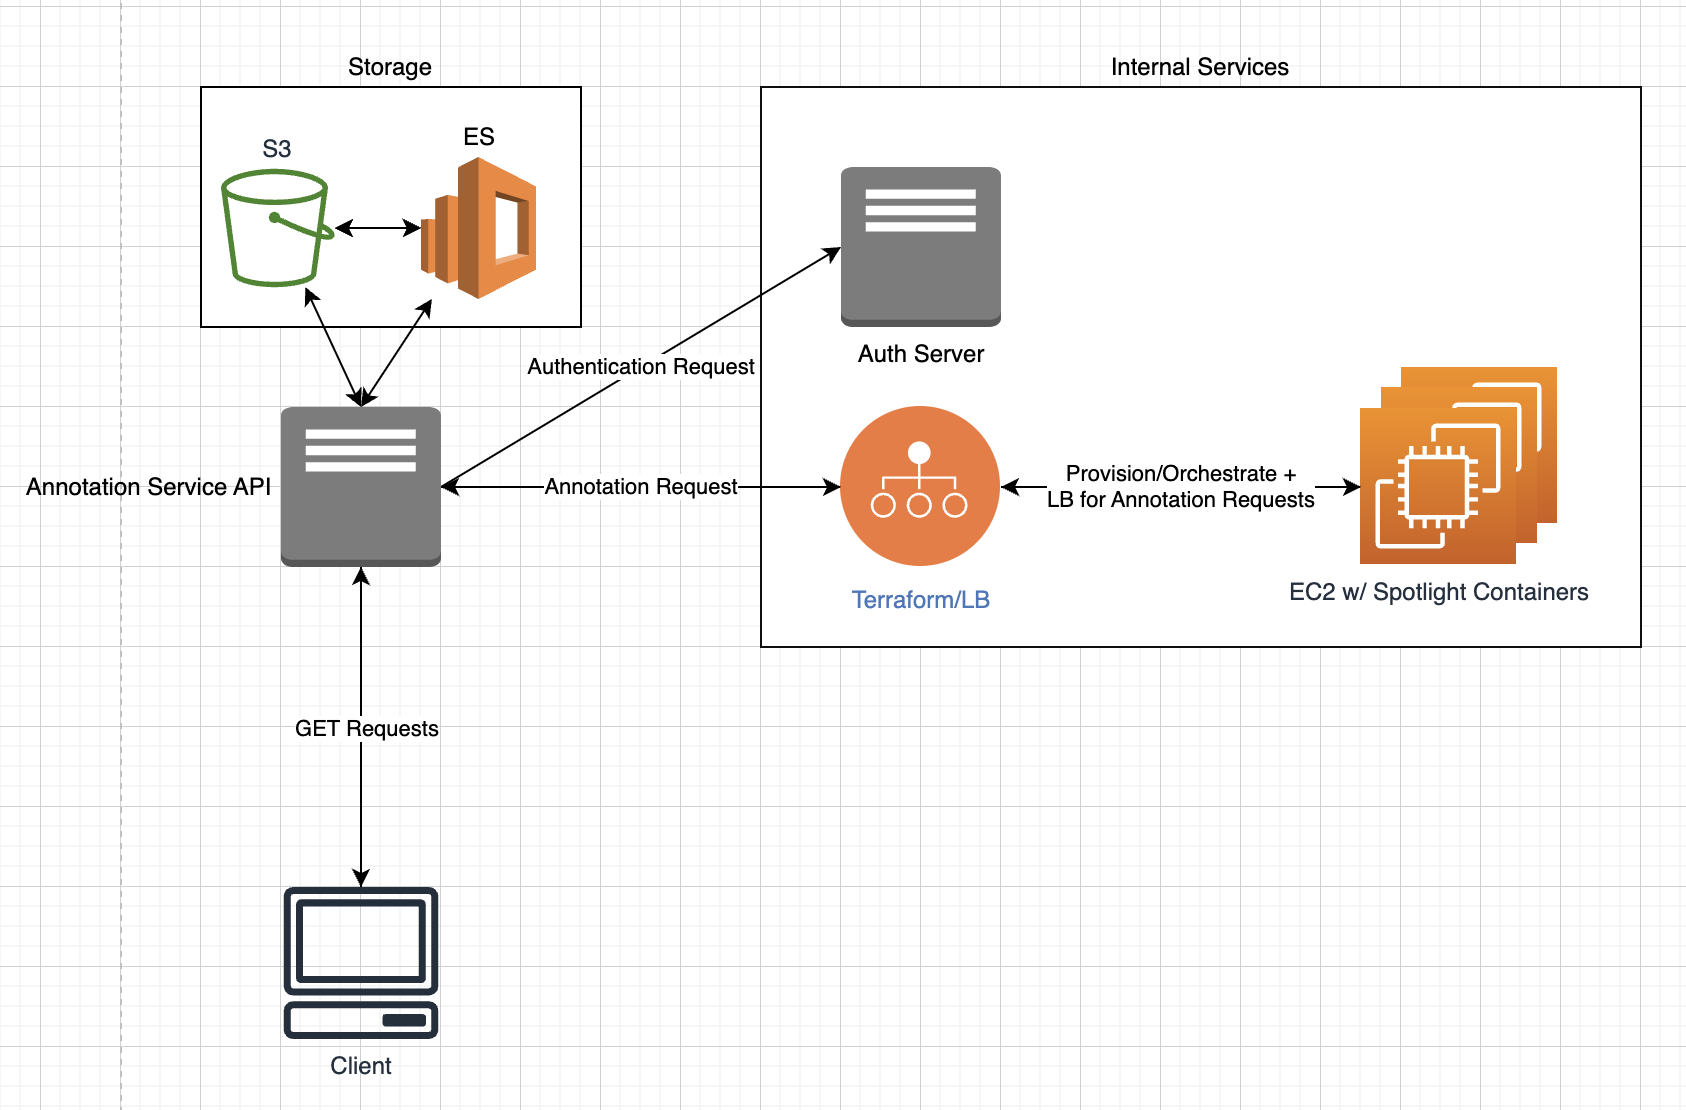 Storage
Internal Services
S3
ES
Authentication Request
Auth Server
Annotation Service API
Annotation Request
Provision/Orchestrate +
LB for Annotation Requests
Terraform/LB
EC2 w/ Spotlight Containers
GET Requests
Client